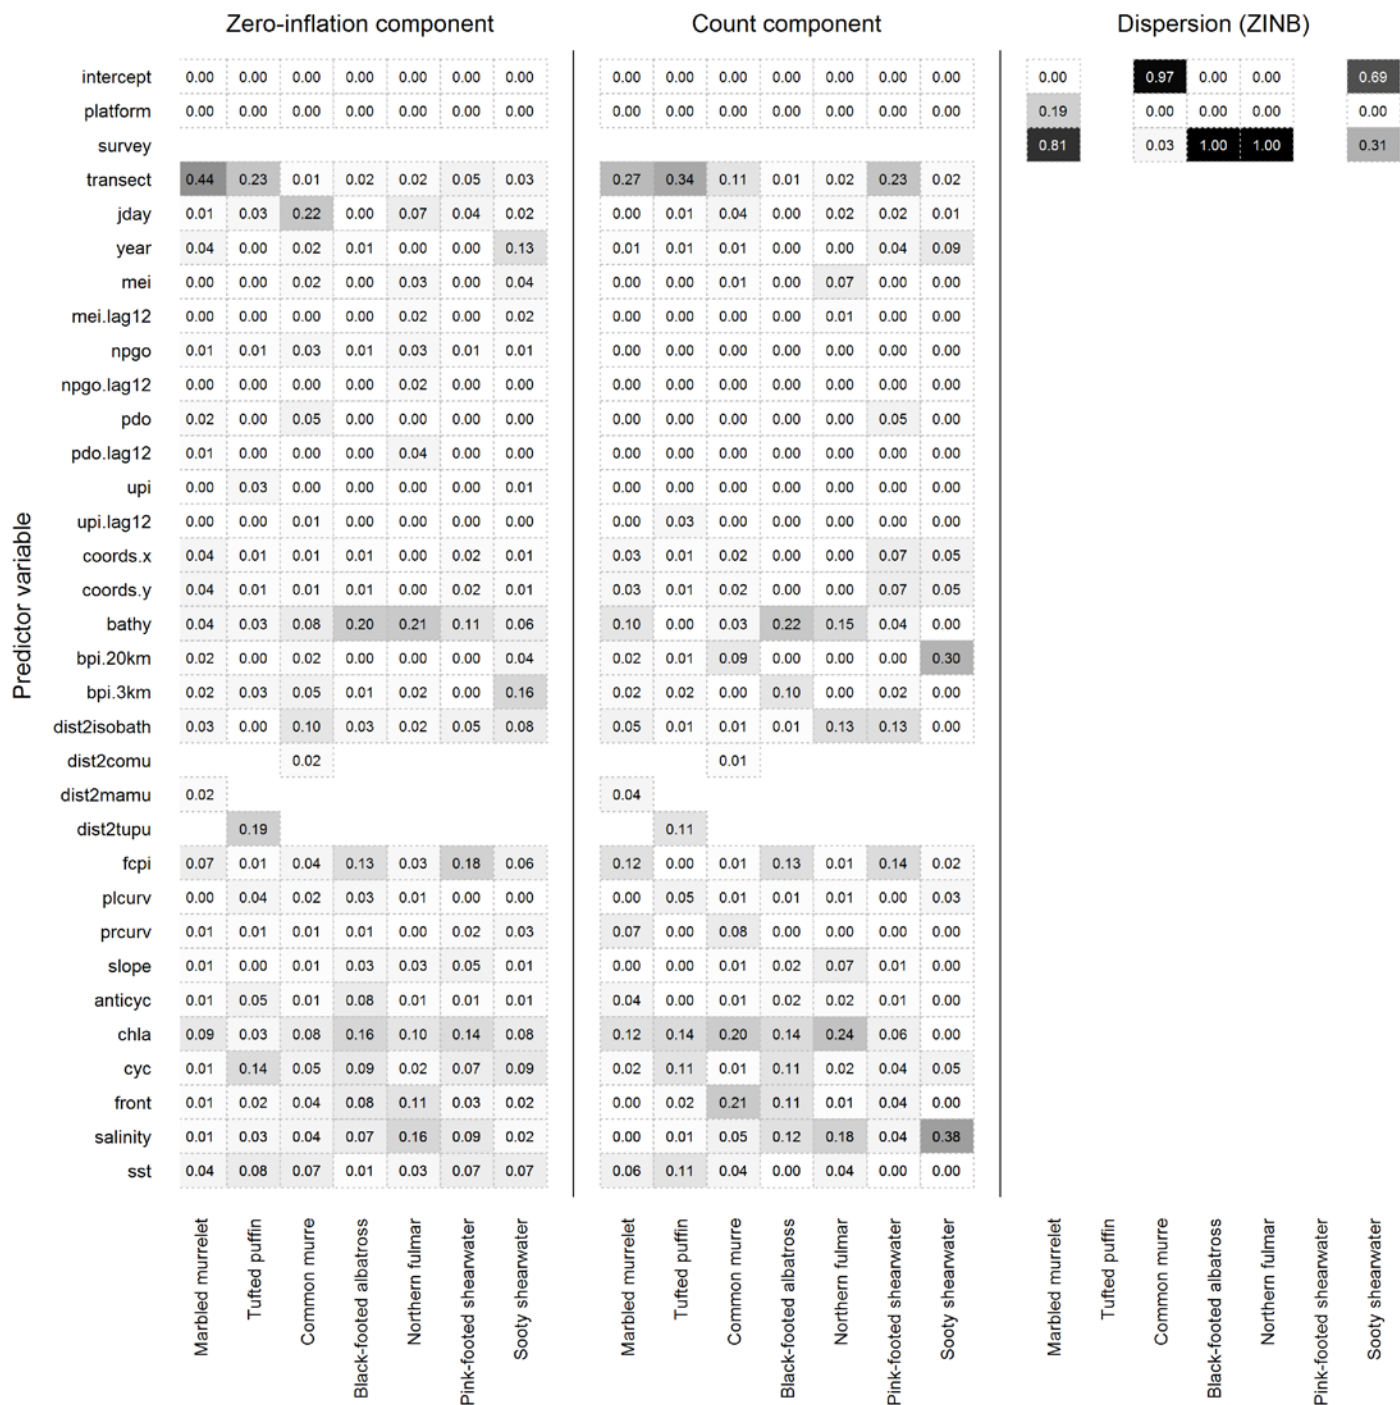 Zero-inflation component Count component Dispersion (ZINB)
intercept 0.00 0.00 0.00 0.00 0.00 0.00 0.00 0.00 0.00 0.00 0.00 0.00 0.00 0.00 0.00 0.97 0.00 0.00 0.69
platform 0.00 0.00 0.00 0.00 0.00 0.00 0.00 0.00 0.00 0.00 0.00 0.00 0.00 0.00 0.19 0.00 0.00 0.00 0.00
survey 0.81 0.03 1.00 1.00 0.31
transect 0.44 0.23 0.01 0.02 0.02 0.05 0.03 0.27 0.34 0.11 0.01 0.02 0.23 0.02
jday 0.01 0.03 0.22 0.00 0.07 0.04 0.02 0.00 0.01 0.04 0.00 0.02 0.02 0.01
year 0.04 0.00 0.02 0.01 0.00 0.00 0.13 0.01 0.01 0.01 0.00 0.00 0.04 0.09
mei 0.00 0.00 0.02 0.00 0.03 0.00 0.04 0.00 0.00 0.01 0.00 0.07 0.00 0.00
mei.lag12 0.00 0.00 0.00 0.00 0.02 0.00 0.02 0.00 0.00 0.00 0.00 0.01 0.00 0.00
npgo 0.01 0.01 0.03 0.01 0.03 0.01 0.01 0.00 0.00 0.00 0.00 0.00 0.00 0.00
npgo.lag12 0.00 0.00 0.00 0.00 0.02 0.00 0.00 0.00 0.00 0.00 0.00 0.00 0.00 0.00
pdo 0.02 0.00 0.05 0.00 0.00 0.00 0.00 0.00 0.00 0.00 0.00 0.00 0.05 0.00
pdo.lag12 0.01 0.00 0.00 0.00 0.04 0.00 0.00 0.00 0.00 0.00 0.00 0.00 0.00 0.00
upi 0.00 0.03 0.00 0.00 0.00 0.00 0.01 0.00 0.00 0.00 0.00 0.00 0.00 0.00
upi.lag12 0.00 0.00 0.01 0.00 0.00 0.00 0.00 0.00 0.03 0.00 0.00 0.00 0.00 0.00
coords.x 0.04 0.01 0.01 0.01 0.00 0.02 0.01 0.03 0.01 0.02 0.00 0.00 0.07 0.05
coords.y 0.04 0.01 0.01 0.01 0.00 0.02 0.01 0.03 0.01 0.02 0.00 0.00 0.07 0.05
bathy 0.04 0.03 0.08 0.20 0.21 0.11 0.06 0.10 0.00 0.03 0.22 0.15 0.04 0.00
bpi.20km 0.02 0.00 0.02 0.00 0.00 0.00 0.04 0.02 0.01 0.09 0.00 0.00 0.00 0.30
bpi.3km 0.02 0.03 0.05 0.01 0.02 0.00 0.16 0.02 0.02 0.00 0.10 0.00 0.02 0.00
dist2isobath 0.03 0.00 0.10 0.03 0.02 0.05 0.08 0.05 0.01 0.01 0.01 0.13 0.13 0.00
dist2comu 0.02 0.01
dist2mamu 0.02 0.04
dist2tupu 0.19 0.11
fcpi 0.07 0.01 0.04 0.13 0.03 0.18 0.06 0.12 0.00 0.01 0.13 0.01 0.14 0.02
plcurv 0.00 0.04 0.02 0.03 0.01 0.00 0.00 0.00 0.05 0.01 0.01 0.01 0.00 0.03
prcurv 0.01 0.01 0.01 0.01 0.00 0.02 0.03 0.07 0.00 0.08 0.00 0.00 0.00 0.00
slope 0.01 0.00 0.01 0.03 0.03 0.05 0.01 0.00 0.00 0.01 0.02 0.07 0.01 0.00
anticyc 0.01 0.05 0.01 0.08 0.01 0.01 0.01 0.04 0.00 0.01 0.02 0.02 0.01 0.00
chla 0.09 0.03 0.08 0.16 0.10 0.14 0.08 0.12 0.14 0.20 0.14 0.24 0.06 0.00
cyc 0.01 0.14 0.05 0.09 0.02 0.07 0.09 0.02 0.11 0.01 0.11 0.02 0.04 0.05
front 0.01 0.02 0.04 0.08 0.11 0.03 0.02 0.00 0.02 0.21 0.11 0.01 0.04 0.00
salinity 0.01 0.03 0.04 0.07 0.16 0.09 0.02 0.00 0.01 0.05 0.12 0.18 0.04 0.38
sst 0.04 0.08 0.07 0.01 0.03 0.07 0.07 0.06 0.11 0.04 0.00 0.04 0.00 0.00
Predictor variable
Marbled murrelet
Tufted puffin
Common murre
Black-footed albatross
Northern fulmar
Pink-footed shearwater
Sooty shearwater
Marbled murrelet
Tufted puffin
Common murre
Black-footed albatross
Northern fulmar
Pink-footed shearwater
Sooty shearwater
Marbled murrelet
Tufted puffin
Common murre
Black-footed albatross
Northern fulmar
Pink-footed shearwater
Sooty shearwater